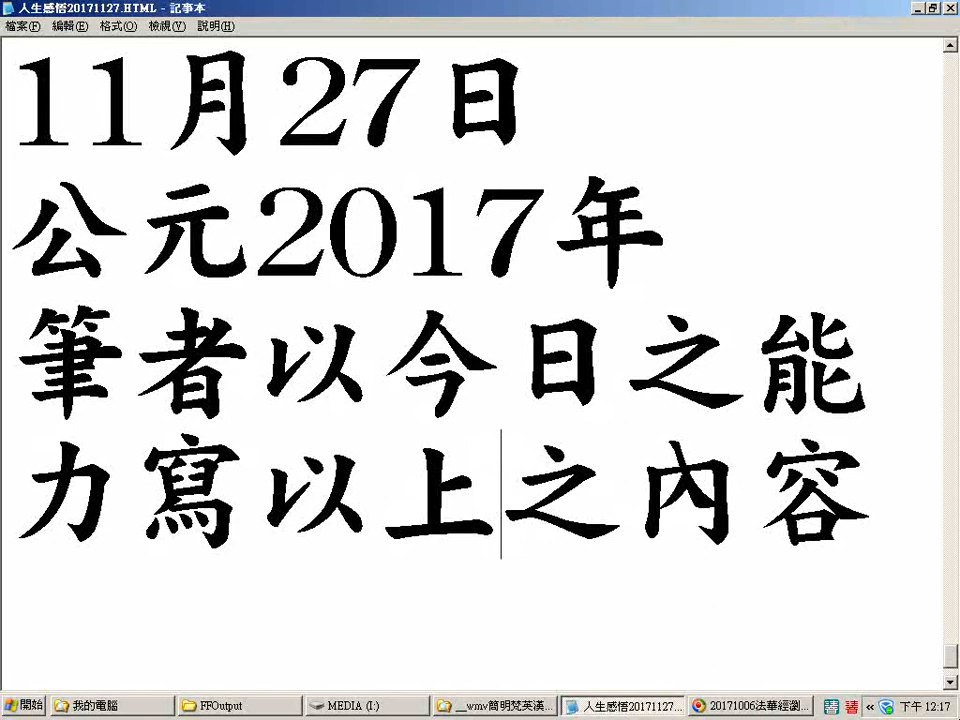 人生感悟20171127.HTML - 記事本
檔案(F) 編輯(E) 格式(O) 檢視(V) 說明(H)
11月27日
公元2017年
筆者以今日之能
力寫以上之內容
開始 我的電腦 FFOutput MEDIA (I:) __wmv簡明梵英漢... 人生感悟20171127... 20171006法華經瀏... « 下午 12:17